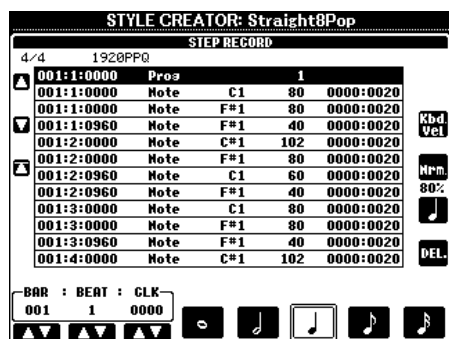 STYLE CREATOR: Straight8Pop
STEP RECORD
4/4 1920PPQ
001:1:0000 Prog 1
001:1:0000 Note C1 80 0000:0020
001:1:0000 Note F#1 80 0000:0020
001:1:0960 Note F#1 40 0000:0020
001:2:0000 Note C#1 102 0000:0020
001:2:0000 Note F#1 80 0000:0020
001:2:0960 Note C1 60 0000:0020
001:2:0960 Note F#1 40 0000:0020
001:3:0000 Note C1 80 0000:0020
001:3:0000 Note F#1 80 0000:0020
001:3:0960 Note F#1 40 0000:0020
001:4:0000 Note C#1 102 0000:0020
Kbd.
Vel
Nrm.
80%
DEL.
BAR : BEAT : CLK
001 1 0000